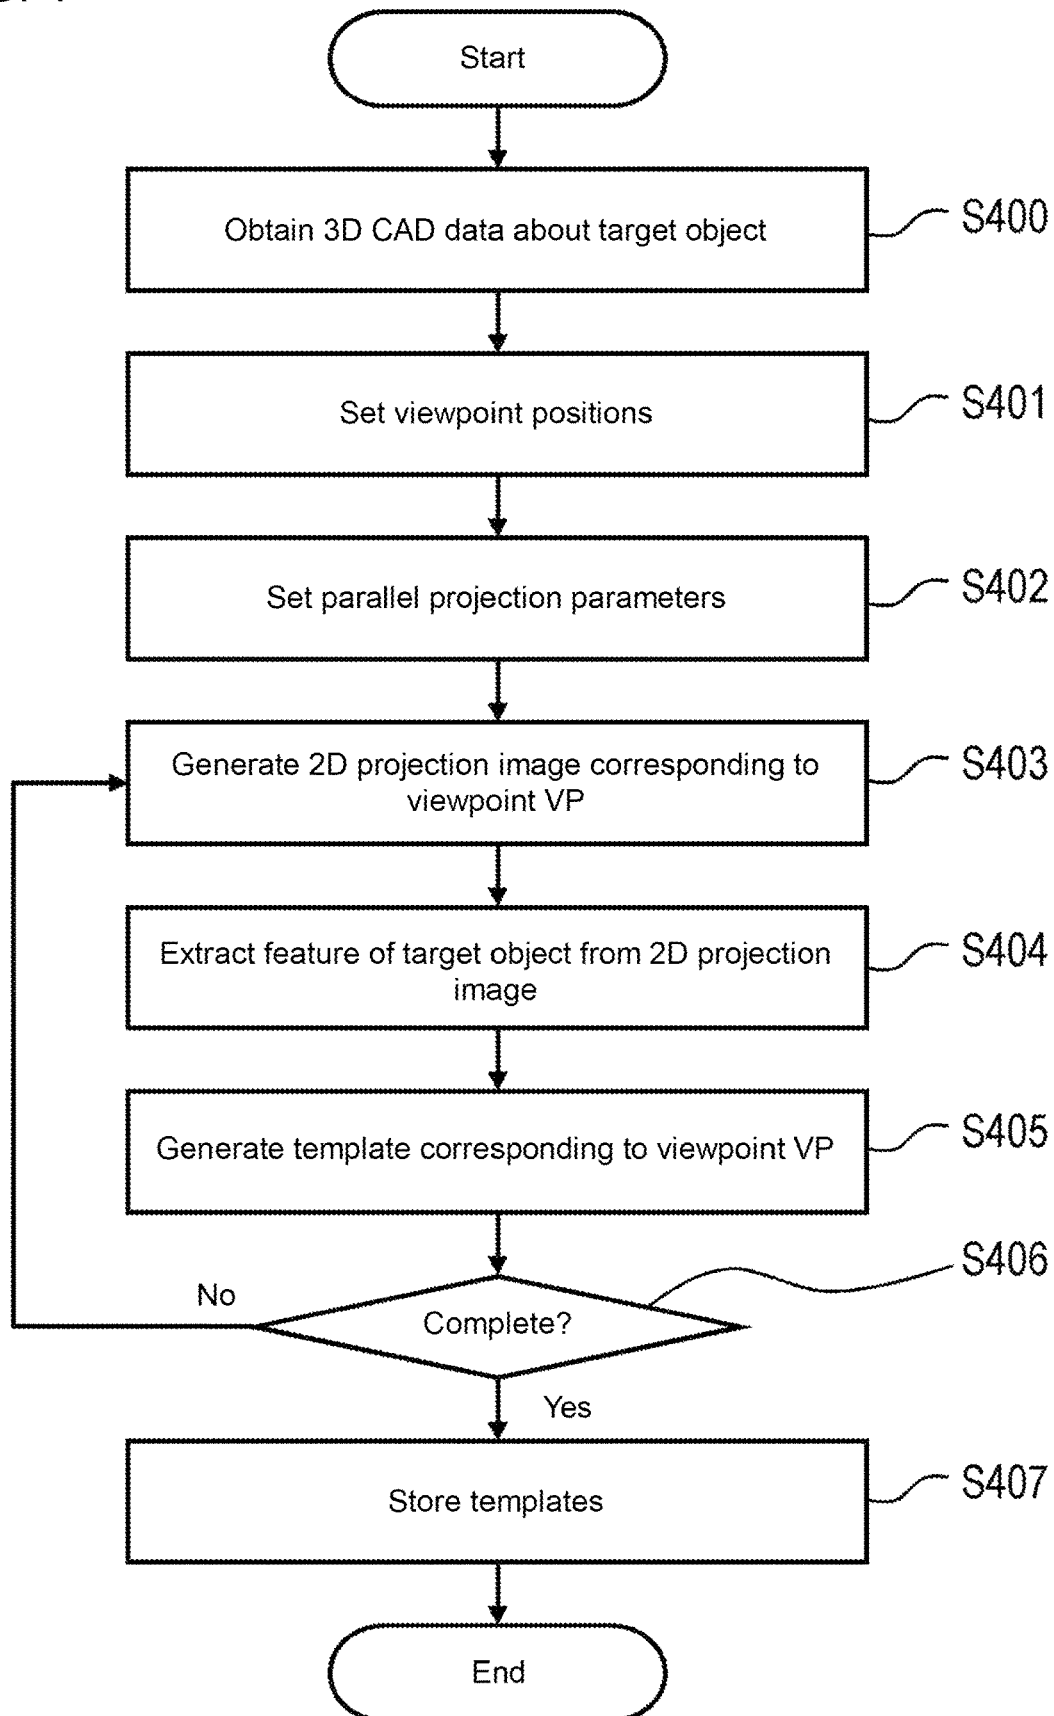 Start
Obtain 3D CAD data about target object
S400
Set viewpoint positions
S401
Set parallel projection parameters
S402
Generate 2D projection image corresponding to
viewpoint VP
S403
Extract feature of target object from 2D projection
image
S404
Generate template corresponding to viewpoint VP
S405
S406
No
Complete?
Yes
Store templates
S407
End